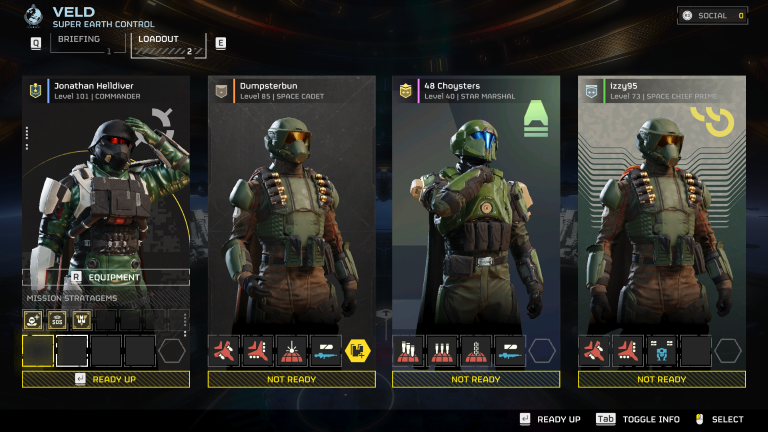 VELD
SUPER EARTH CONTROL
SOCIAL 0
Q BRIEFING 1 LOADOUT 2 E
Jonathan Helldiver
Level 101 | COMMANDER
Dumpsterbun
Level 85 | SPACE CADET
48 Choysters
Level 40 | STAR MARSHAL
izzy95
Level 73 | SPACE CHIEF PRIME
R EQUIPMENT
MISSION STRATAGEMS
SOS
READY UP
NOT READY
NOT READY
NOT READY
READY UP
Tab TOGGLE INFO
SELECT